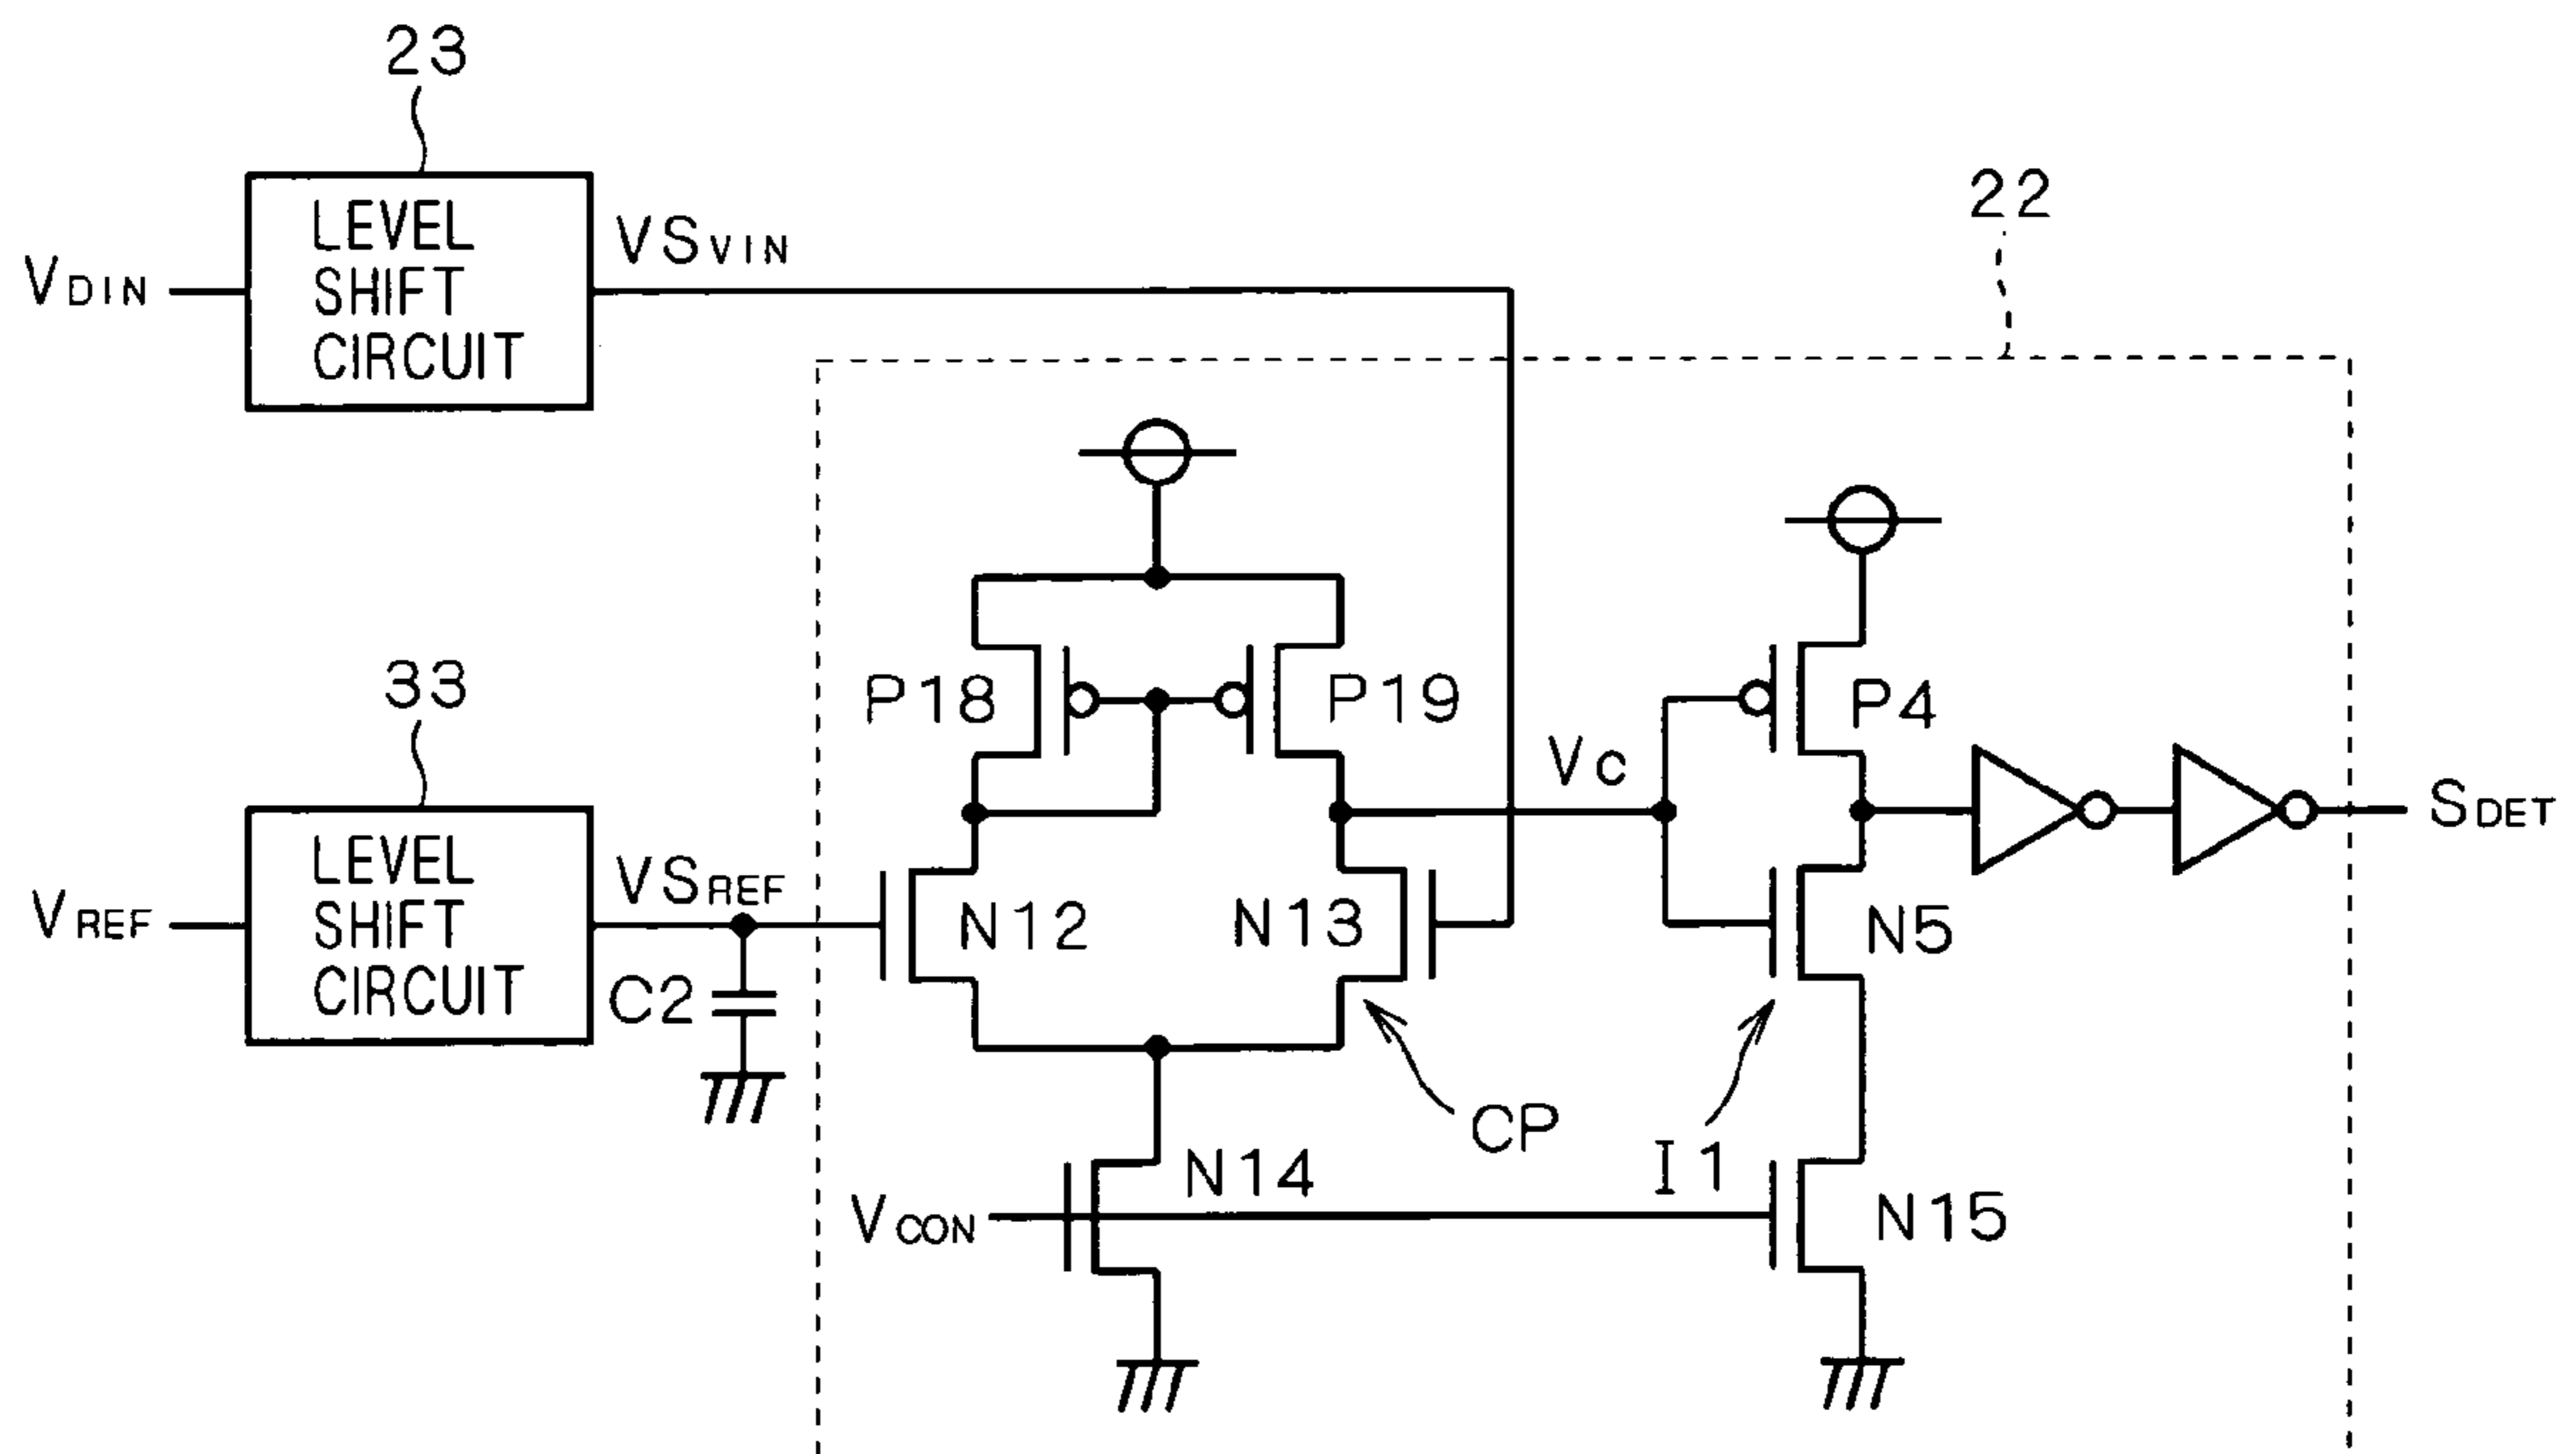 23
LEVEL
SHIFT
CIRCUIT
VDIN
VSVIN
22
33
LEVEL
SHIFT
CIRCUIT
VREF
VSREF
C2
P18
P19
N12
N13
VC
P4
N5
SDET
CP
I1
VCON
N14
N15